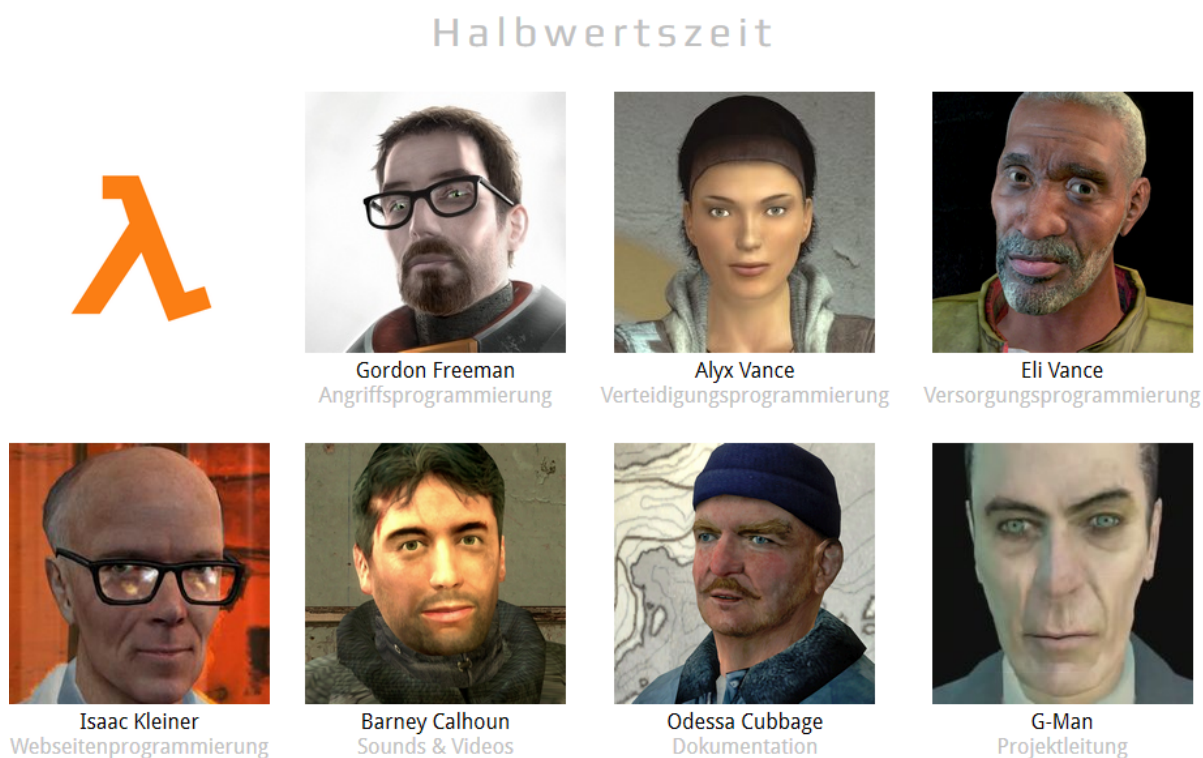 Halbwertszeit
Gordon Freeman
Angriffsprogrammierung
Alyx Vance
Verteidigungsprogrammierung
Eli Vance
Versorgungsprogrammierung
Isaac Kleiner
Webseitenprogrammierung
Barney Calhoun
Sounds & Videos
Odessa Cubbage
Dokumentation
G-Man
Projektleitung